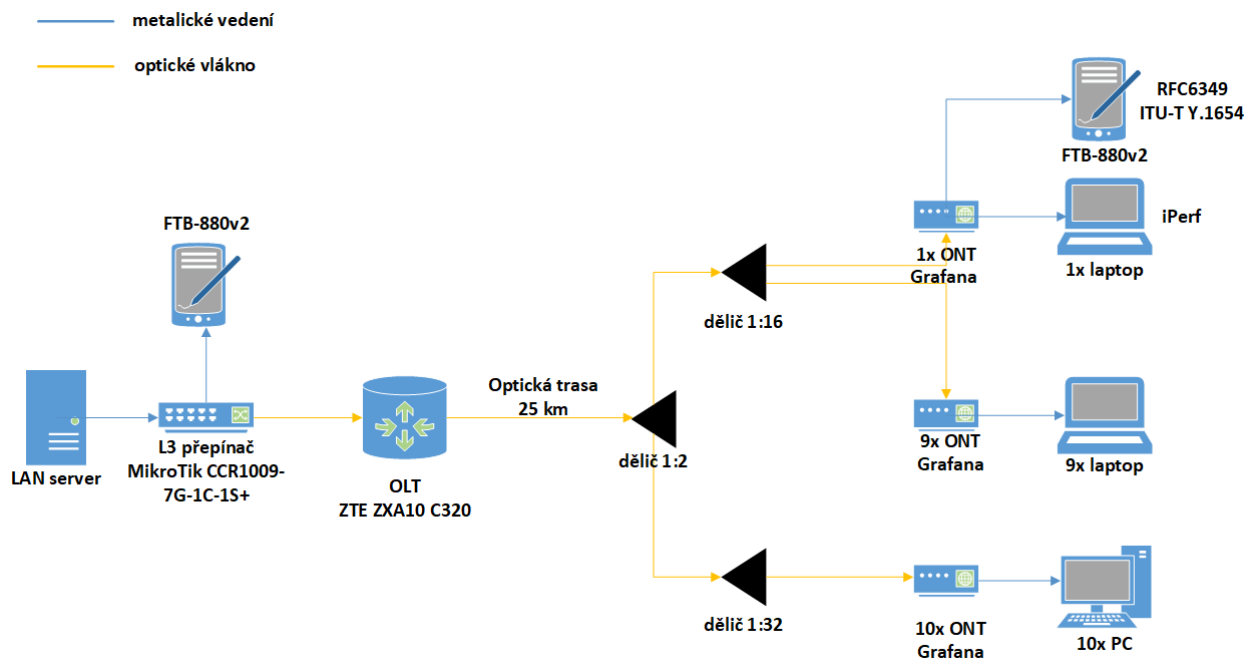 metalické vedení
optické vlákno
RFC6349
ITU-T Y.1654
FTB-880v2
FTB-880v2
iPerf
1x ONT
Grafana
1x laptop
dělič 1:16
Optická trasa
25 km
LAN server
L3 přepínač
MikroTik CCR1009-
7G-1C-1S+
OLT
ZTE ZXA10 C320
dělič 1:2
9x ONT
Grafana
9x laptop
dělič 1:32
10x ONT
Grafana
10x PC